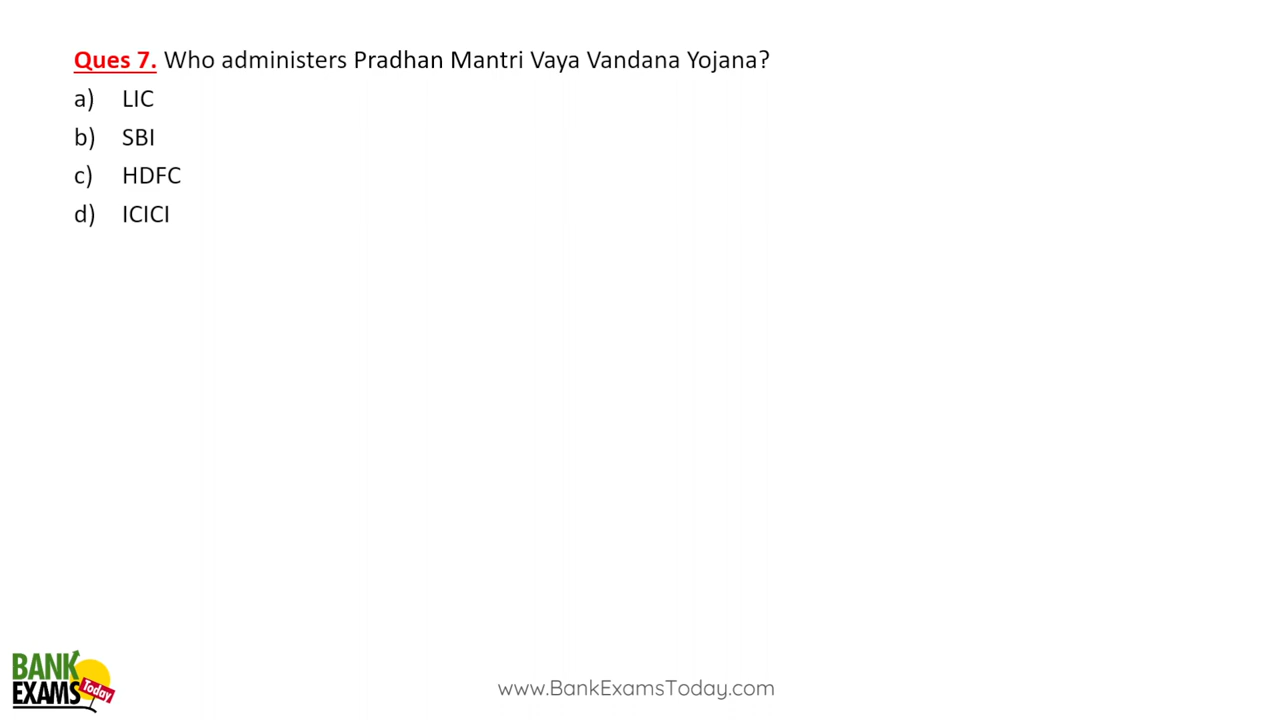 Ques 7. Who administers Pradhan Mantri Vaya Vandana Yojana?
a) LIC
b) SBI
c) HDFC
d) ICICI
BANK
EXAMS Today
www.BankExamsToday.com